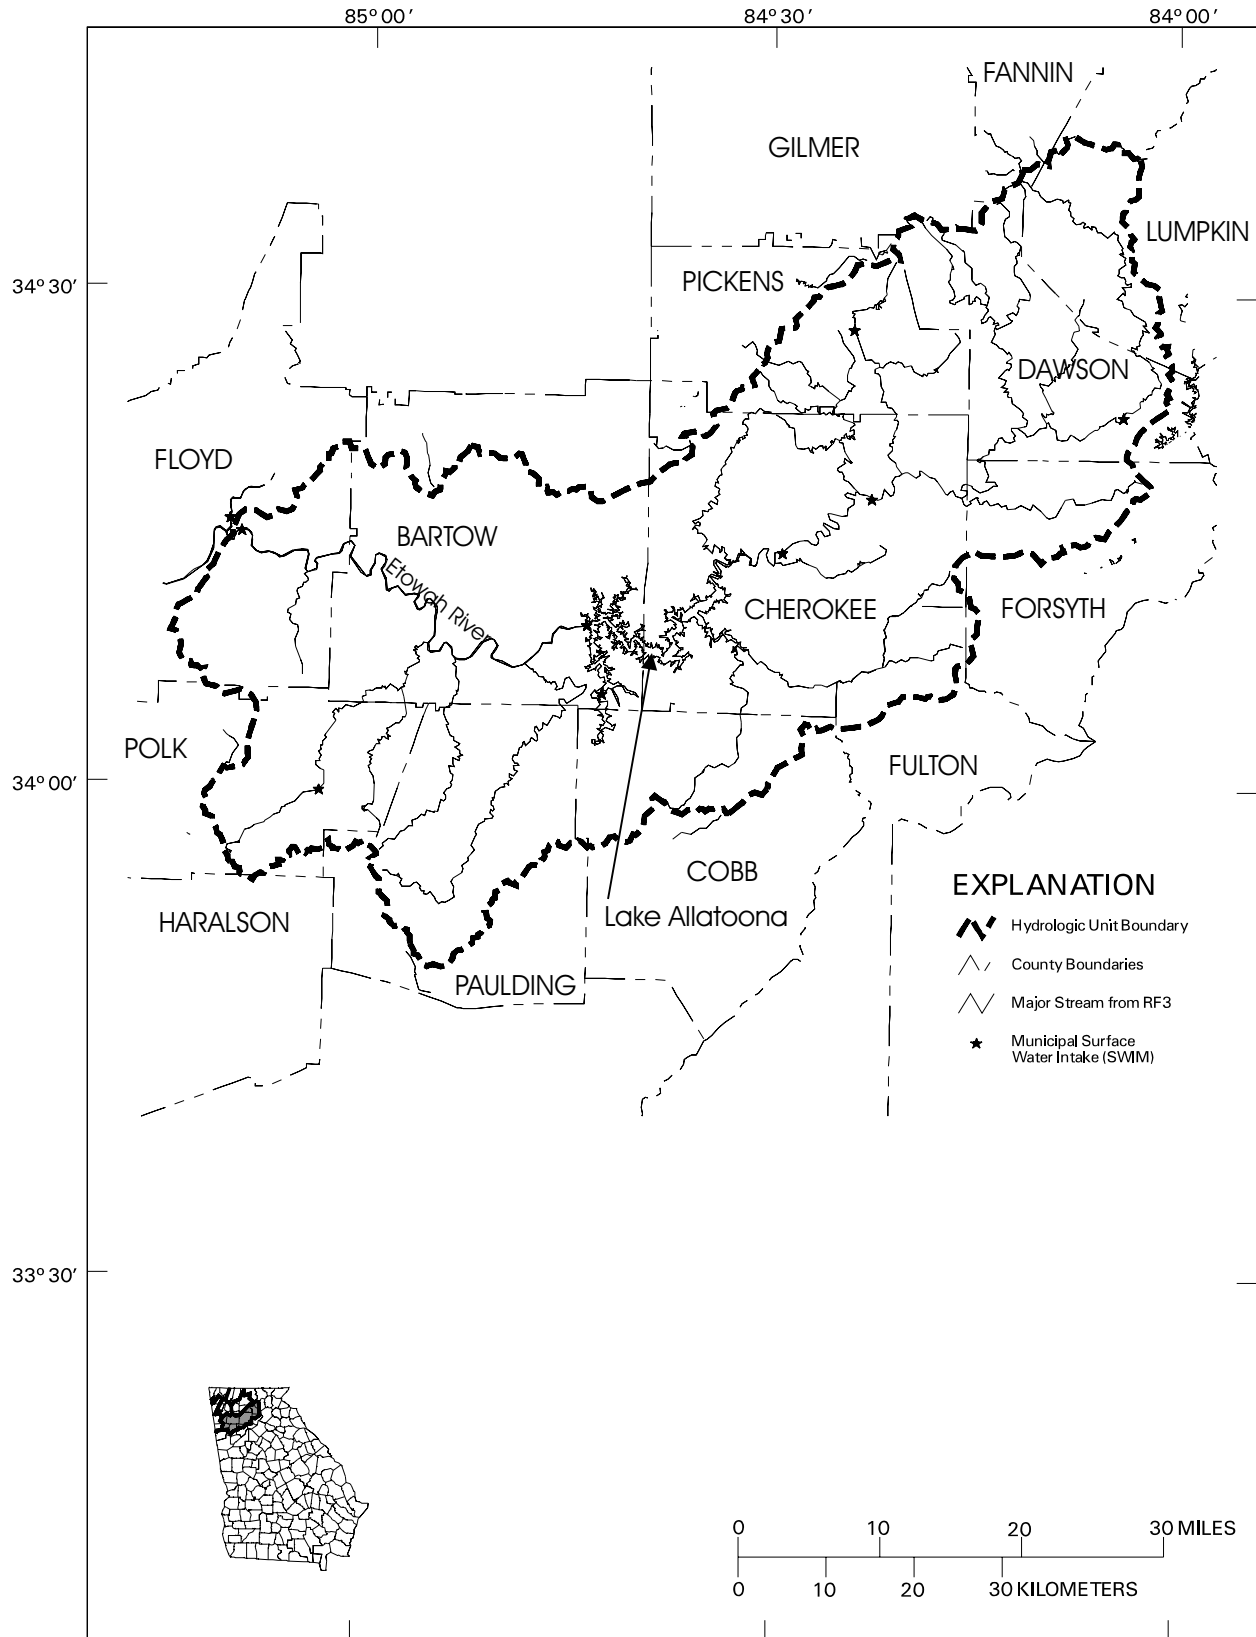 85° 00′ 84° 30′ 84° 00′
FANNIN
GILMER
LUMPKIN
34° 30′
PICKENS
DAWSON
FLOYD
BARTOW
Etowah River
CHEROKEE
FORSYTH
POLK
34° 00′
FULTON
COBB
HARALSON
Lake Allatoona
PAULDING
EXPLANATION
Hydrologic Unit Boundary
County Boundaries
Major Stream from RF3
Municipal Surface
Water Intake (SWIM)
33° 30′
0 10 20 30 MILES
0 10 20 30 KILOMETERS